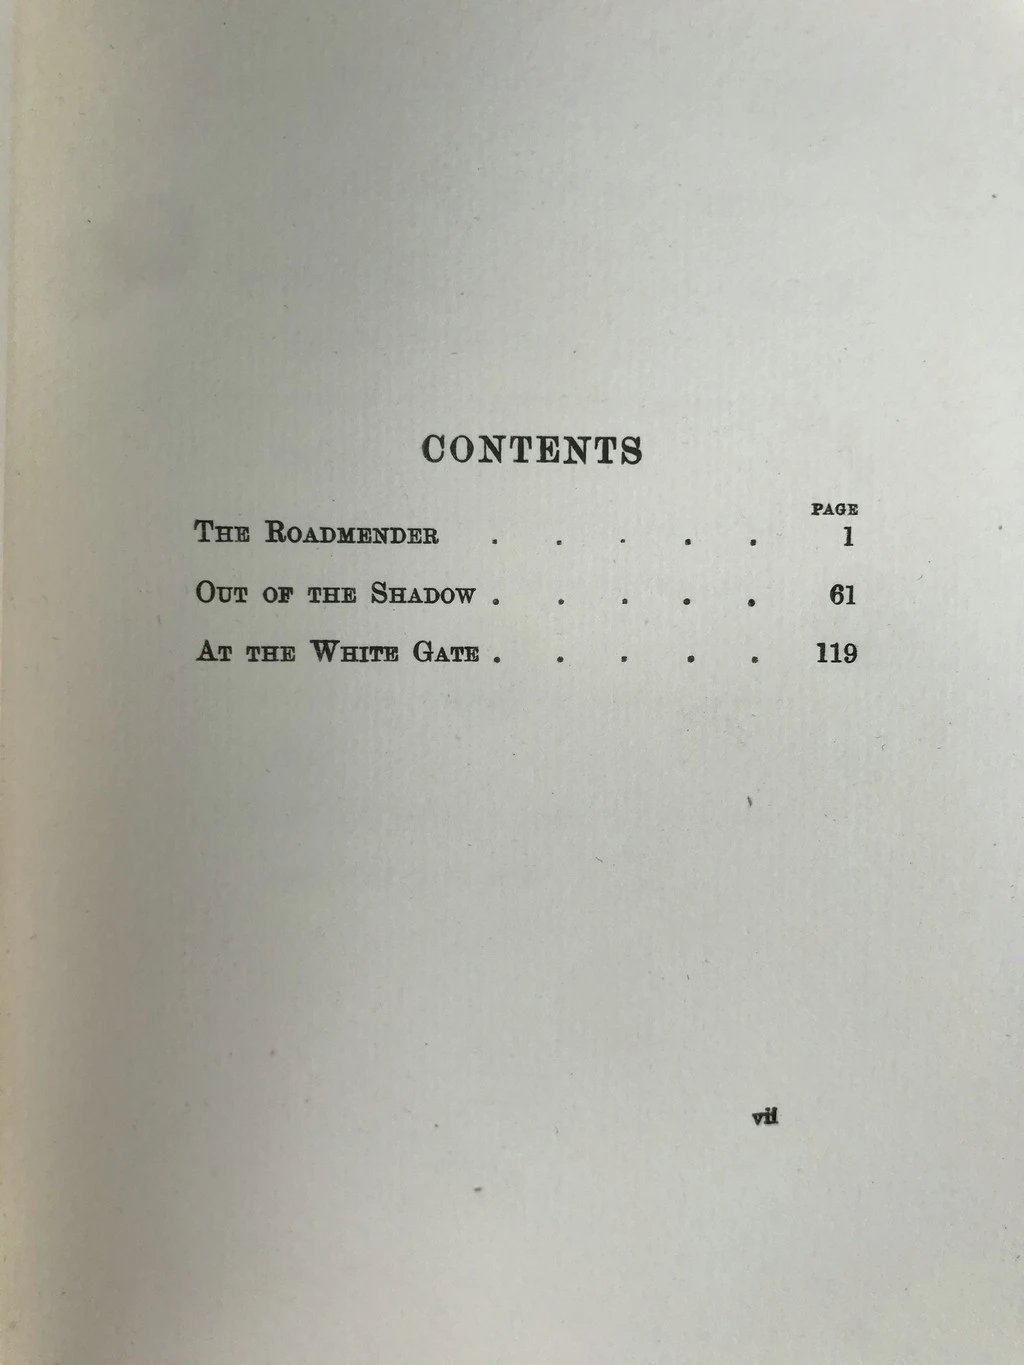 CONTENTS
PAGE
THE ROADMENDER . . . . . 1
OUT OF THE SHADOW . . . . . 61
AT THE WHITE GATE . . . . . 119
vii